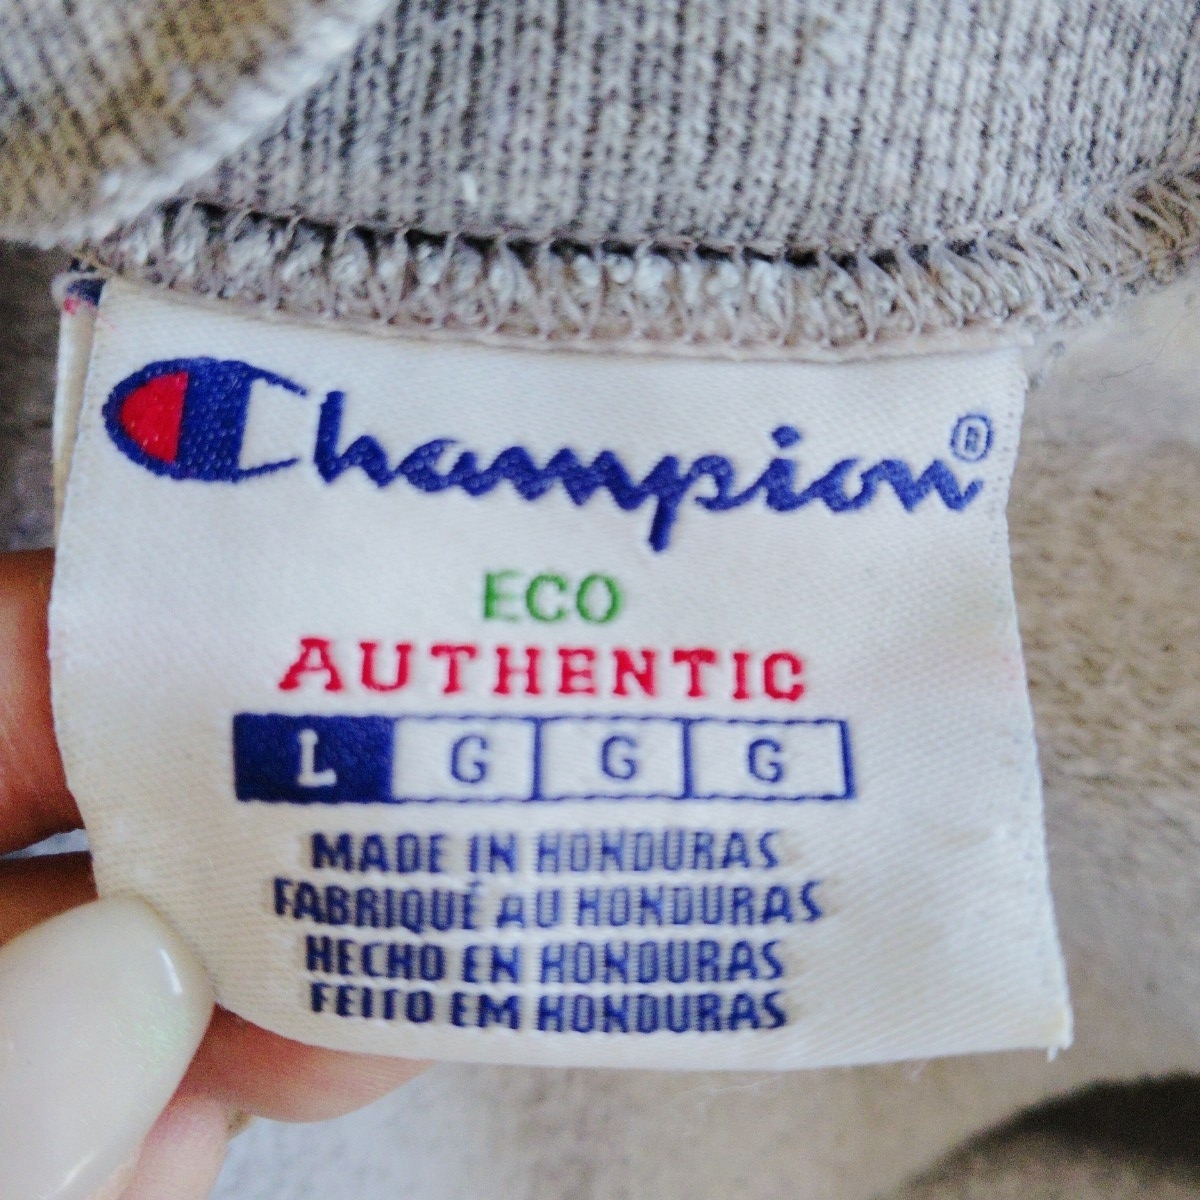 Champion®
ECO
AUTHENTIC
L G G G
MADE IN HONDURAS
FABRIQUÉ AU HONDURAS
HECHO EN HONDURAS
FEITO EM HONDURAS